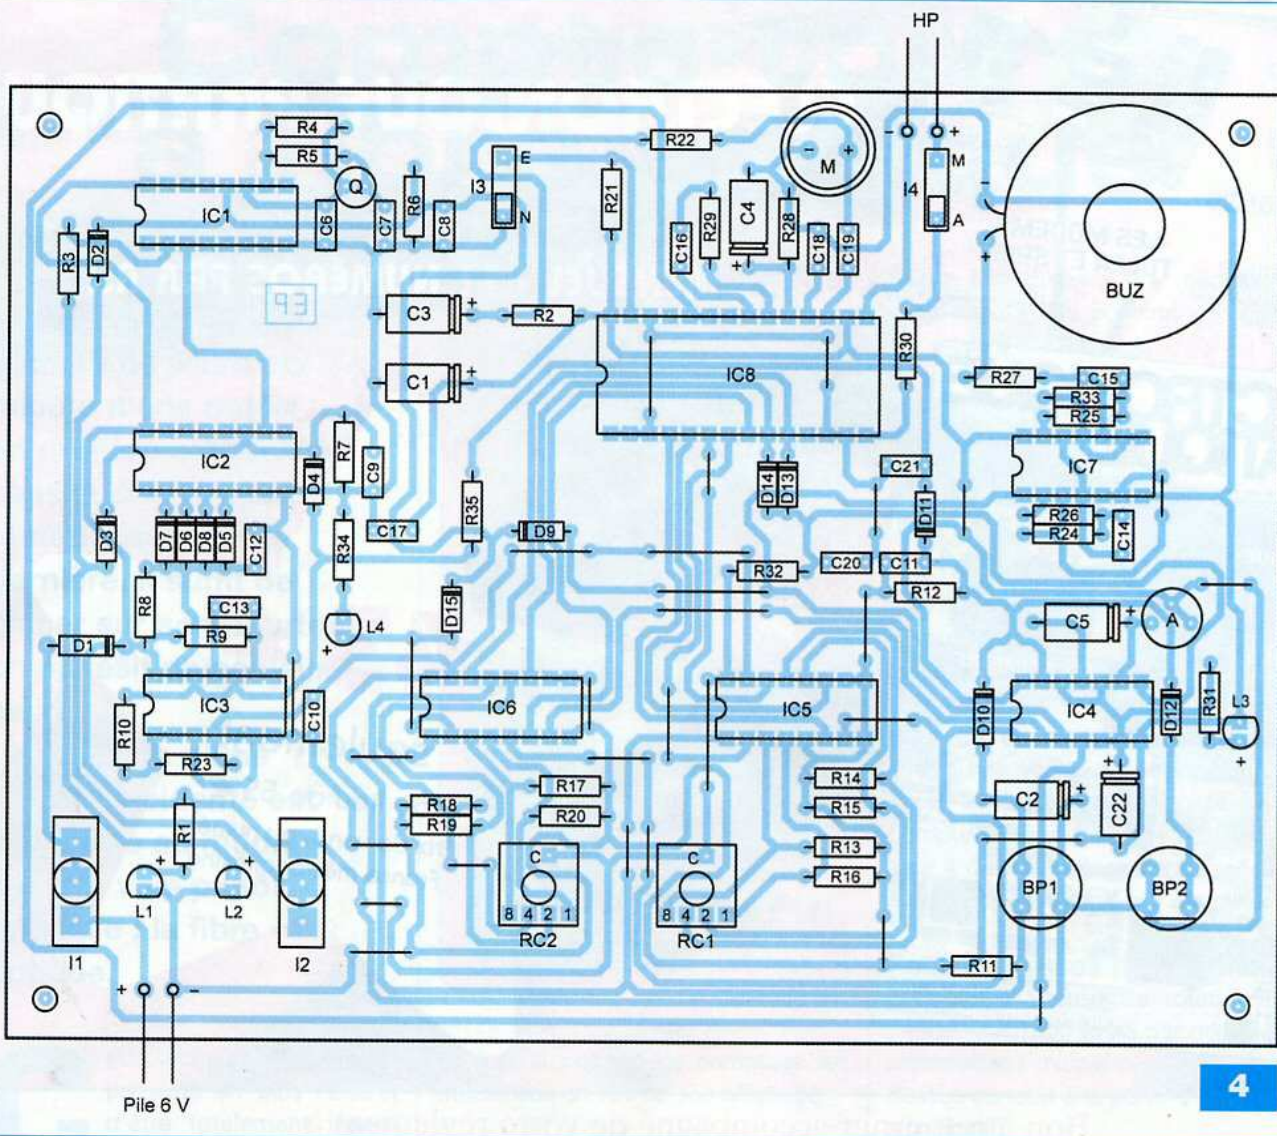 HP
R4
R5
R22
- +
M
- +
M
I4
A
E
I3
N
Q
IC1
C6
C7
R6
C8
R21
C16
R29
C4
+
R28
C18
C19
-
+
BUZ
R3
D2
EP
C3
+
R2
C1
+
IC8
R30
R27
C15
R33
R25
IC7
R26
R24
C14
IC2
D4
R7
C9
C17
R35
D9
D14
D13
C21
D11
C20
C11
R32
R12
D3
D7
D6
D8
D5
C12
R34
R8
C13
R9
D1
L4
+
D15
C5
+
A
IC3
C10
R10
R23
IC6
IC5
D10
IC4
D12
R31
L3
+
R1
R18
R19
R17
R20
R14
R15
R13
R16
C2
+
C22
+
L1
+
L2
+
I1
I2
C
8 4 2 1
RC2
C
8 4 2 1
RC1
BP1
BP2
R11
+ -
Pile 6 V
4